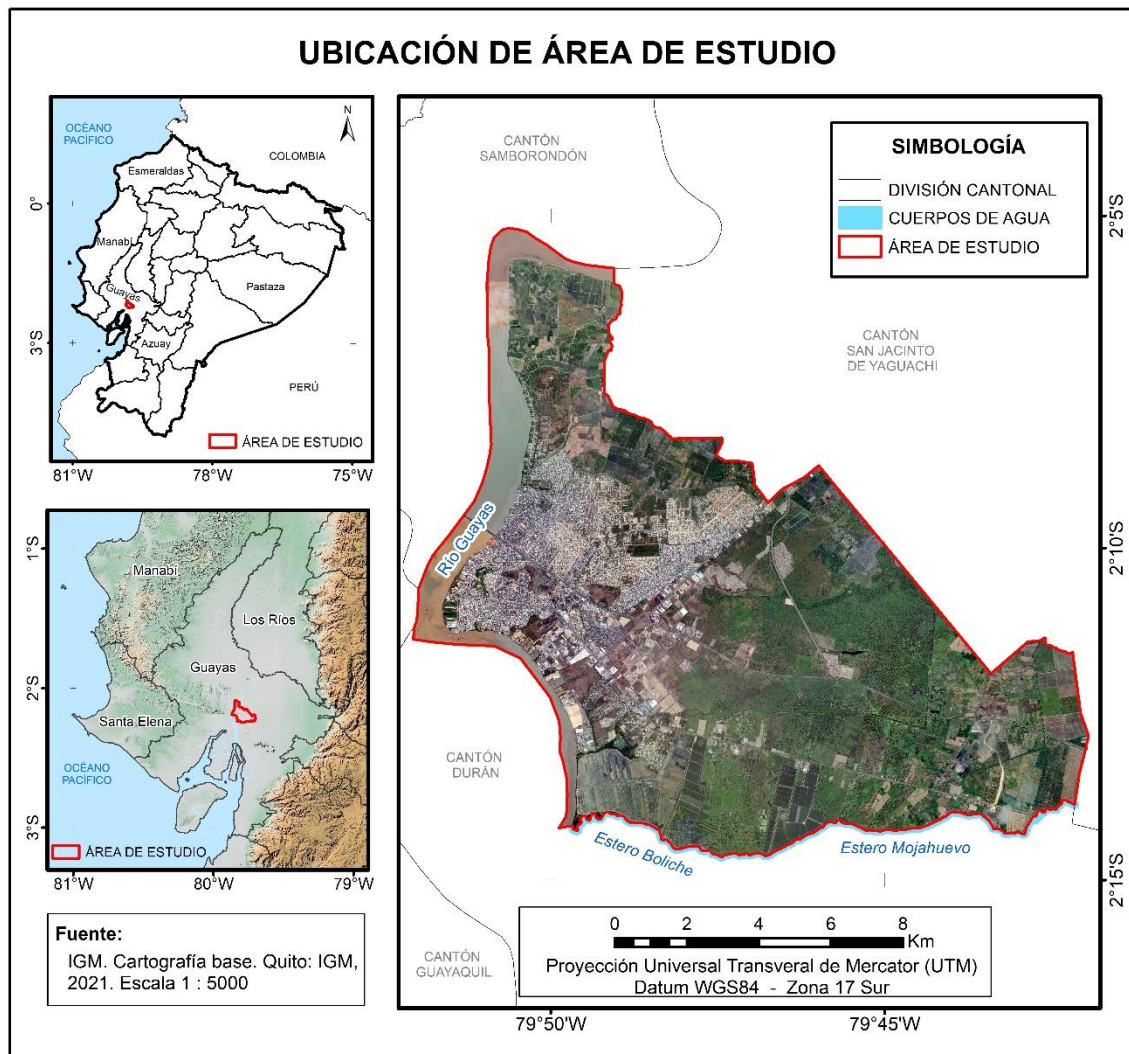 UBICACIÓN DE ÁREA DE ESTUDIO
OCÉANO
PACÍFICO
N
COLOMBIA
Esmeraldas
0°
Manabí
Guayas
Pastaza
Azuay
3°S
PERÚ
ÁREA DE ESTUDIO
81°W
78°W
75°W
1°S
Manabí
Los Ríos
Guayas
2°S
Santa Elena
OCÉANO
PACÍFICO
3°S
ÁREA DE ESTUDIO
81°W
80°W
79°W
Fuente:
IGM. Cartografía base. Quito: IGM,
2021. Escala 1 : 5000
CANTÓN
SAMBORONDÓN
SIMBOLOGÍA
DIVISIÓN CANTONAL
CUERPOS DE AGUA
ÁREA DE ESTUDIO
2°5'S
CANTÓN
SAN JACINTO
DE YAGUACHI
Río Guayas
2°10'S
CANTÓN
DURÁN
Estero Boliche
Estero Mojahuevo
2°15'S
CANTÓN
GUAYAQUIL
0 2 4 6 8
Km
Proyección Universal Transveral de Mercator (UTM)
Datum WGS84 - Zona 17 Sur
79°50'W
79°45'W